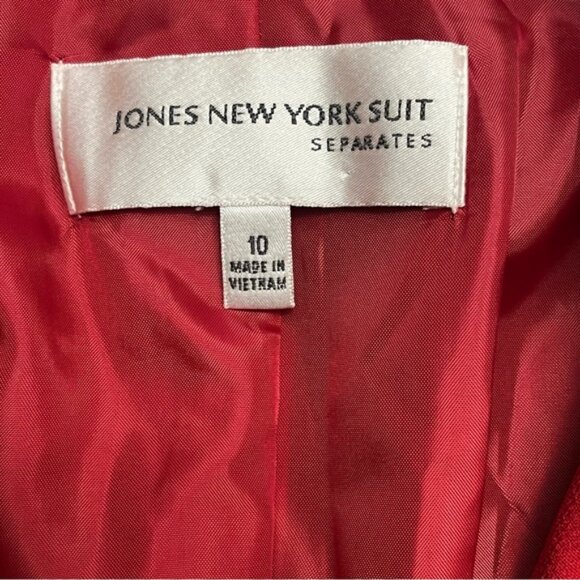 JONES NEW YORK SUIT
SEPARATES
10
MADE IN
VIETNAM